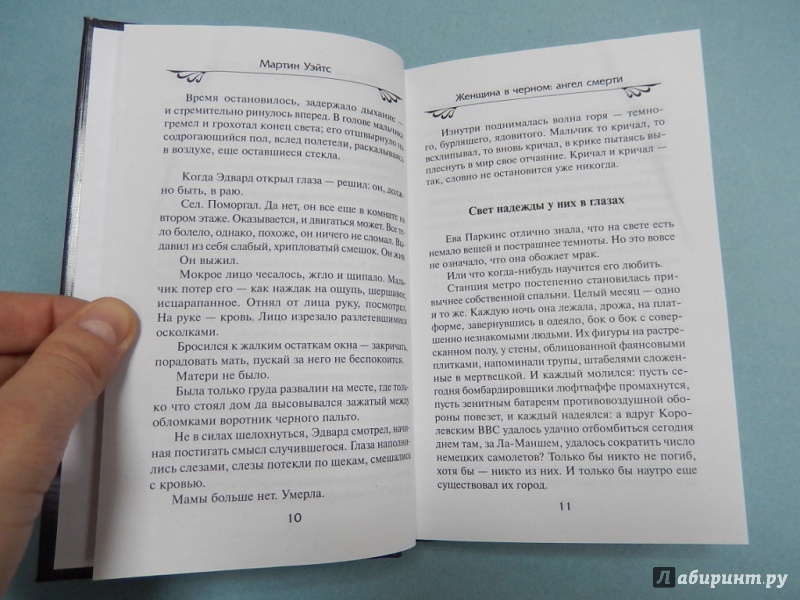 Мартин Уэйтс
Время остановилось, задержало дыхание —
и стремительно ринулось вперед. В голове мальчика
гремел и грохотал конец света; его отшвырнуло на
содрогающийся пол, вслед полетели, раскалываясь
в воздухе, еще оставшиеся стекла.
Когда Эдвард открыл глаза — решил: он, долж-
но быть, в раю.
Сел. Поморгал. Да нет, он все еще в комнате на
втором этаже. Оказывается, и двигаться может. Все те-
ло болело, однако, похоже, он ничего не сломал. Вы-
давил из себя слабый, хрипловатый смешок. Он жив.
Он выжил.
Мокрое лицо чесалось, жгло и щипало. Маль-
чик потер его — как наждак на ощупь, шершавое,
исцарапанное. Отнял от лица руку, посмотрел.
На руке — кровь. Лицо изрезало разлетевшимися
осколками.
Бросился к жалким остаткам окна — закричать,
порадовать мать, пускай за него не беспокоится.
Матери не было.
Была только груда развалин на месте, где толь-
ко что стоял дом да высовывался зажатый между
обломками воротник черного пальто.
Не в силах шелохнуться, Эдвард смотрел, начи-
ная постигать смысл случившегося. Глаза наполни-
лись слезами, слезы потекли по щекам, смешались
с кровью.
Мамы больше нет. Умерла.
10
Женщина в черном: ангел смерти
Изнутри поднималась волна горя — темно-
го, бурлящего, ядовитого. Мальчик то кричал, то
всхлипывал, то вновь кричал, в крике пытаясь вы-
плеснуть в мир свое отчаяние. Кричал и кричал —
так, словно не остановится уже никогда.
Свет надежды у них в глазах
Ева Паркинс отлично знала, что на свете есть
немало вещей и пострашнее темноты. Но это вовсе
не означало, что она обожает мрак.
Или что когда-нибудь научится его любить.
Станция метро постепенно становилась при-
вычнее собственной спальни. Целый месяц — одно
и то же. Каждую ночь она лежала, дрожа, на плат-
форме, завернувшись в одеяло, бок о бок с совер-
шенно незнакомыми людьми. Их фигуры на растре-
сканном полу, у стены, облицованной фаянсовыми
плитками, напоминали трупы, штабелями сложен-
ные в мертвецкой. И каждый молился: пусть се-
годня бомбардировщики люфтваффе промахнутся,
пусть зенитным батареям противовоздушной обо-
роны повезет, и каждый надеялся: а вдруг Коро-
левским ВВС удалось удачно отбомбиться сегодня
днем там, за Ла-Маншем, удалось сократить число
немецких самолетов? Только бы никто не погиб,
хотя бы — никто из них. И только бы наутро еще
существовал их город.
11
Лабиринт.ру